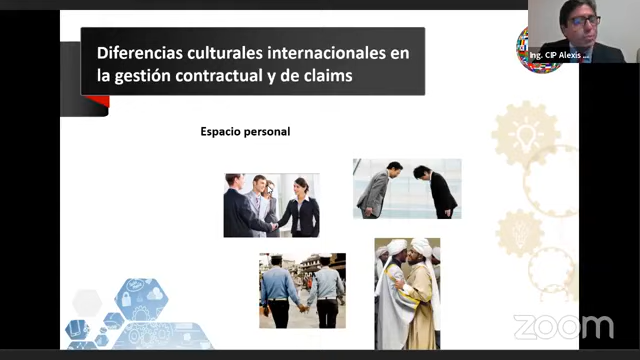 Diferencias culturales internacionales en
la gestión contractual y de claims
Ing. CIP Alexis ...
Espacio personal
zoom